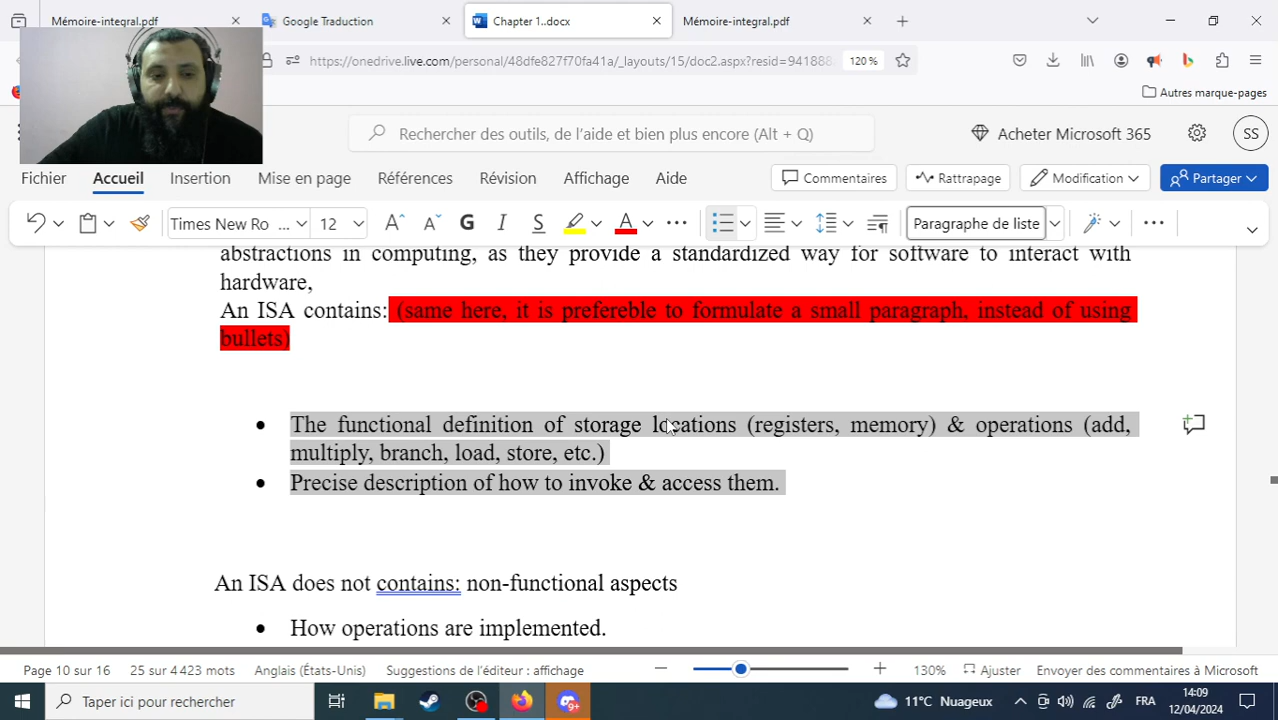 Mémoire-integral.pdf
Google Traduction
Chapter 1..docx
Mémoire-integral.pdf
https://onedrive.live.com/personal/48dfe827f70fa41a/_layouts/15/doc2.aspx?resid=941888
120 %
Autres marque-pages
Rechercher des outils, de l'aide et bien plus encore (Alt + Q)
Acheter Microsoft 365
SS
Fichier
Accueil
Insertion
Mise en page
Références
Révision
Affichage
Aide
Commentaires
Rattrapage
Modification
Partager
Times New Ro...
12
G
I
S
A
Paragraphe de liste
abstractions in computing, as they provide a standardized way for software to interact with
hardware,
An ISA contains: (same here, it is prefereble to formulate a small paragraph, instead of using
bullets)
• The functional definition of storage locations (registers, memory) & operations (add,
multiply, branch, load, store, etc.)
• Precise description of how to invoke & access them.
An ISA does not contains: non-functional aspects
• How operations are implemented.
Page 10 sur 16
25 sur 4 423 mots
Anglais (États-Unis)
Suggestions de l'éditeur : affichage
130%
Ajuster
Envoyer des commentaires à Microsoft
Taper ici pour rechercher
9+
11°C Nuageux
FRA
14:09
12/04/2024